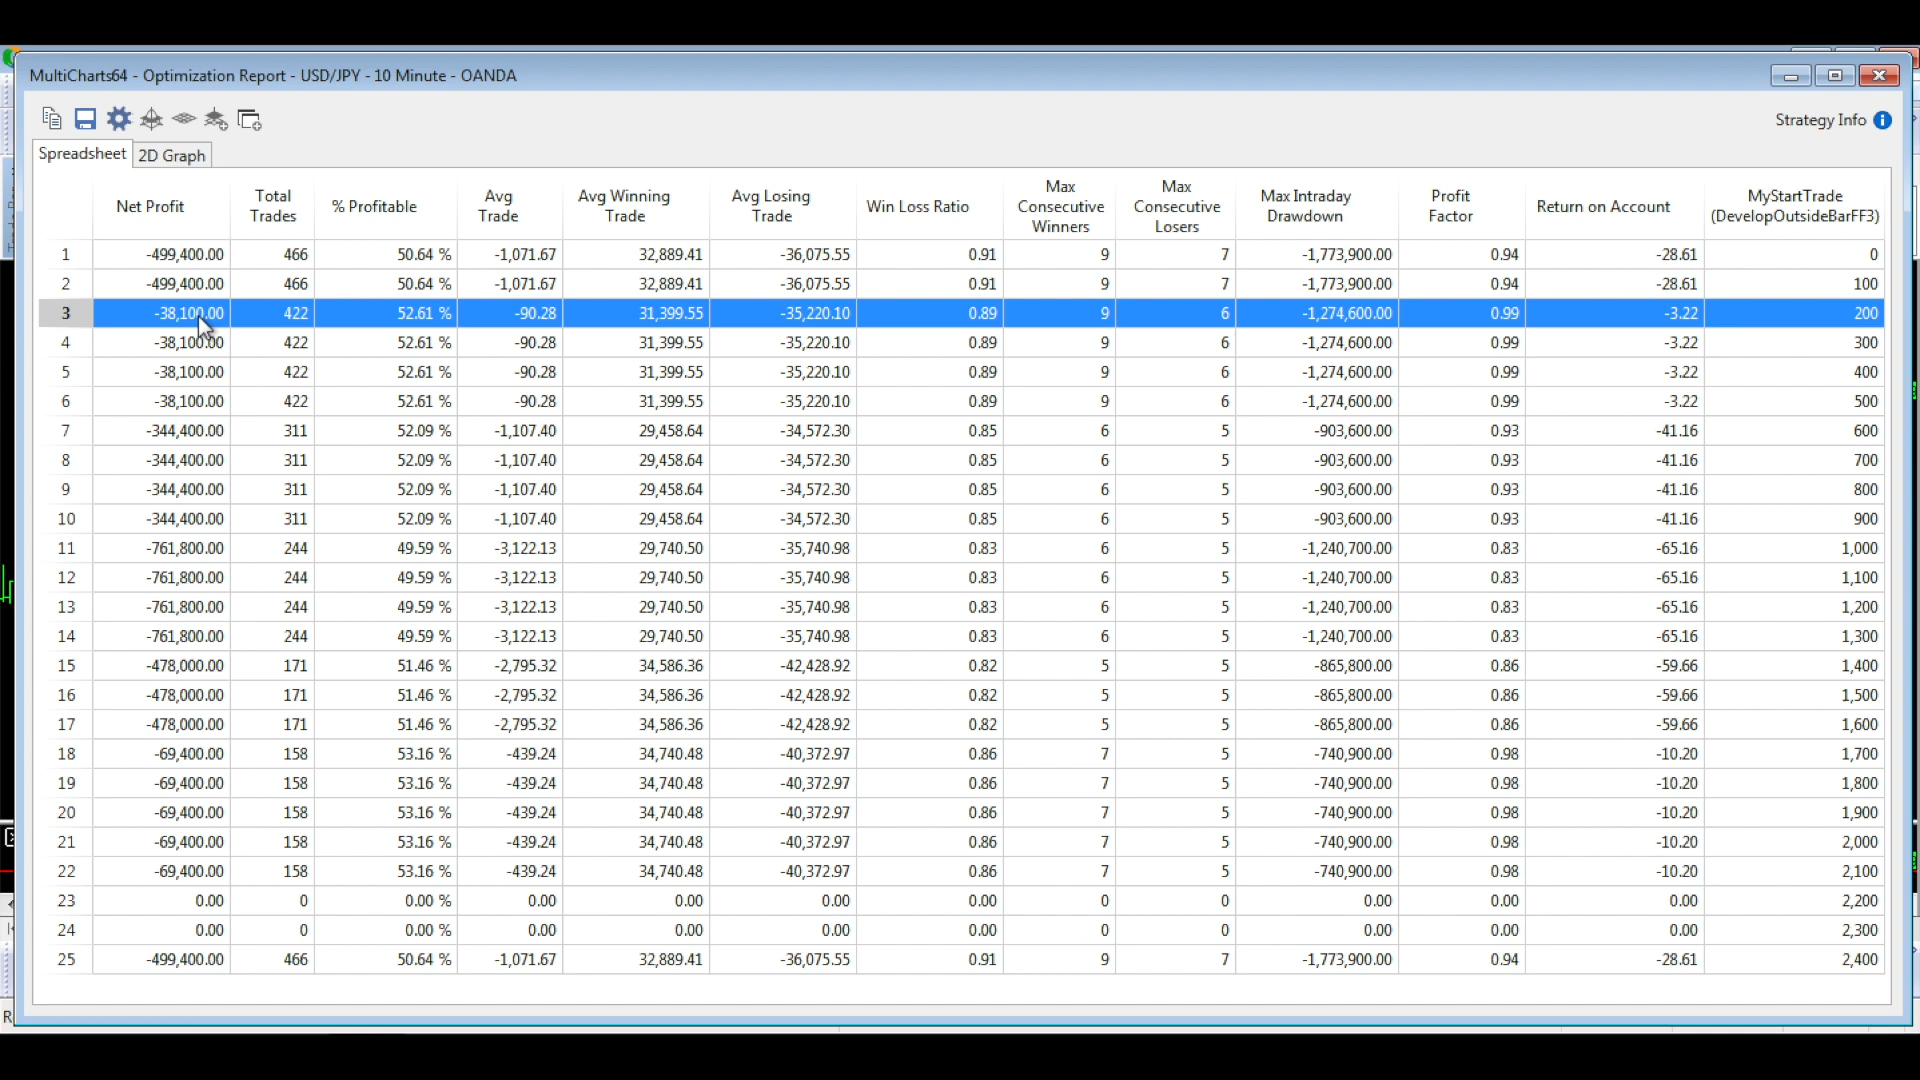 MultiCharts64 - Optimization Report - USD/JPY - 10 Minute - OANDA
Strategy Info
Spreadsheet 2D Graph
Net Profit Total Trades % Profitable Avg Trade Avg Winning Trade Avg Losing Trade Win Loss Ratio Max Consecutive Winners Max Consecutive Losers Max Intraday Drawdown Profit Factor Return on Account MyStartTrade (DevelopOutsideBarFF3)
1 -499,400.00 466 50.64 % -1,071.67 32,889.41 -36,075.55 0.91 9 7 -1,773,900.00 0.94 -28.61 0
2 -499,400.00 466 50.64 % -1,071.67 32,889.41 -36,075.55 0.91 9 7 -1,773,900.00 0.94 -28.61 100
3 -38,100.00 422 52.61 % -90.28 31,399.55 -35,220.10 0.89 9 6 -1,274,600.00 0.99 -3.22 200
4 -38,100.00 422 52.61 % -90.28 31,399.55 -35,220.10 0.89 9 6 -1,274,600.00 0.99 -3.22 300
5 -38,100.00 422 52.61 % -90.28 31,399.55 -35,220.10 0.89 9 6 -1,274,600.00 0.99 -3.22 400
6 -38,100.00 422 52.61 % -90.28 31,399.55 -35,220.10 0.89 9 6 -1,274,600.00 0.99 -3.22 500
7 -344,400.00 311 52.09 % -1,107.40 29,458.64 -34,572.30 0.85 6 5 -903,600.00 0.93 -41.16 600
8 -344,400.00 311 52.09 % -1,107.40 29,458.64 -34,572.30 0.85 6 5 -903,600.00 0.93 -41.16 700
9 -344,400.00 311 52.09 % -1,107.40 29,458.64 -34,572.30 0.85 6 5 -903,600.00 0.93 -41.16 800
10 -344,400.00 311 52.09 % -1,107.40 29,458.64 -34,572.30 0.85 6 5 -903,600.00 0.93 -41.16 900
11 -761,800.00 244 49.59 % -3,122.13 29,740.50 -35,740.98 0.83 6 5 -1,240,700.00 0.83 -65.16 1,000
12 -761,800.00 244 49.59 % -3,122.13 29,740.50 -35,740.98 0.83 6 5 -1,240,700.00 0.83 -65.16 1,100
13 -761,800.00 244 49.59 % -3,122.13 29,740.50 -35,740.98 0.83 6 5 -1,240,700.00 0.83 -65.16 1,200
14 -761,800.00 244 49.59 % -3,122.13 29,740.50 -35,740.98 0.83 6 5 -1,240,700.00 0.83 -65.16 1,300
15 -478,000.00 171 51.46 % -2,795.32 34,586.36 -42,428.92 0.82 5 5 -865,800.00 0.86 -59.66 1,400
16 -478,000.00 171 51.46 % -2,795.32 34,586.36 -42,428.92 0.82 5 5 -865,800.00 0.86 -59.66 1,500
17 -478,000.00 171 51.46 % -2,795.32 34,586.36 -42,428.92 0.82 5 5 -865,800.00 0.86 -59.66 1,600
18 -69,400.00 158 53.16 % -439.24 34,740.48 -40,372.97 0.86 7 5 -740,900.00 0.98 -10.20 1,700
19 -69,400.00 158 53.16 % -439.24 34,740.48 -40,372.97 0.86 7 5 -740,900.00 0.98 -10.20 1,800
20 -69,400.00 158 53.16 % -439.24 34,740.48 -40,372.97 0.86 7 5 -740,900.00 0.98 -10.20 1,900
21 -69,400.00 158 53.16 % -439.24 34,740.48 -40,372.97 0.86 7 5 -740,900.00 0.98 -10.20 2,000
22 -69,400.00 158 53.16 % -439.24 34,740.48 -40,372.97 0.86 7 5 -740,900.00 0.98 -10.20 2,100
23 0.00 0 0.00 % 0.00 0.00 0.00 0.00 0 0 0.00 0.00 0.00 2,200
24 0.00 0 0.00 % 0.00 0.00 0.00 0.00 0 0 0.00 0.00 0.00 2,300
25 -499,400.00 466 50.64 % -1,071.67 32,889.41 -36,075.55 0.91 9 7 -1,773,900.00 0.94 -28.61 2,400